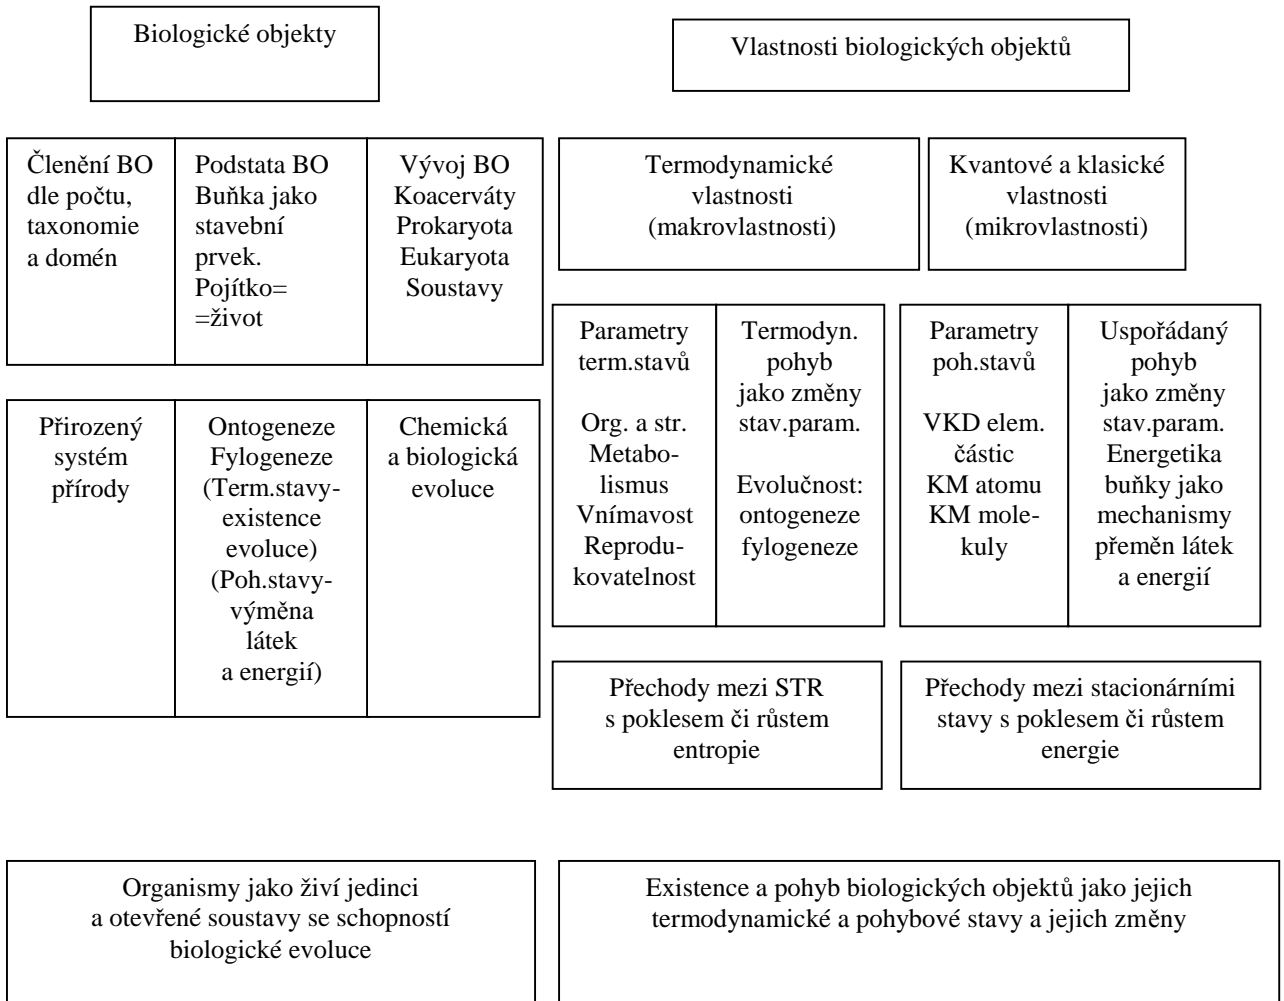 Biologické objekty
Vlastnosti biologických objektů
Členění BO
dle počtu,
taxonomie
a domén
Podstata BO
Buňka jako
stavební
prvek.
Pojítko=
=život
Vývoj BO
Koacerváty
Prokaryota
Eukaryota
Soustavy
Termodynamické
vlastnosti
(makrovlastnosti)
Kvantové a klasické
vlastnosti
(mikrovlastnosti)
Přirozený
systém
přírody
Ontogeneze
Fylogeneze
(Term.stavy-
existence
evoluce)
(Poh.stavy-
výměna
látek
a energií)
Chemická
a biologická
evoluce
Parametry
term.stavů
Org. a str.
Metabo-
lismus
Vnímavost
Reprodu-
kovatelnost
Termodyn.
pohyb
jako změny
stav.param.
Evolučnost:
ontogeneze
fylogeneze
Parametry
poh.stavů
VKD elem.
částic
KM atomu
KM mole-
kuly
Uspořádaný
pohyb
jako změny
stav.param.
Energetika
buňky jako
mechanismy
přeměn látek
a energií
Přechody mezi STR
s poklesem či růstem
entropie
Přechody mezi stacionárními
stavy s poklesem či růstem
energie
Organismy jako živí jedinci
a otevřené soustavy se schopností
biologické evoluce
Existence a pohyb biologických objektů jako jejich
termodynamické a pohybové stavy a jejich změny